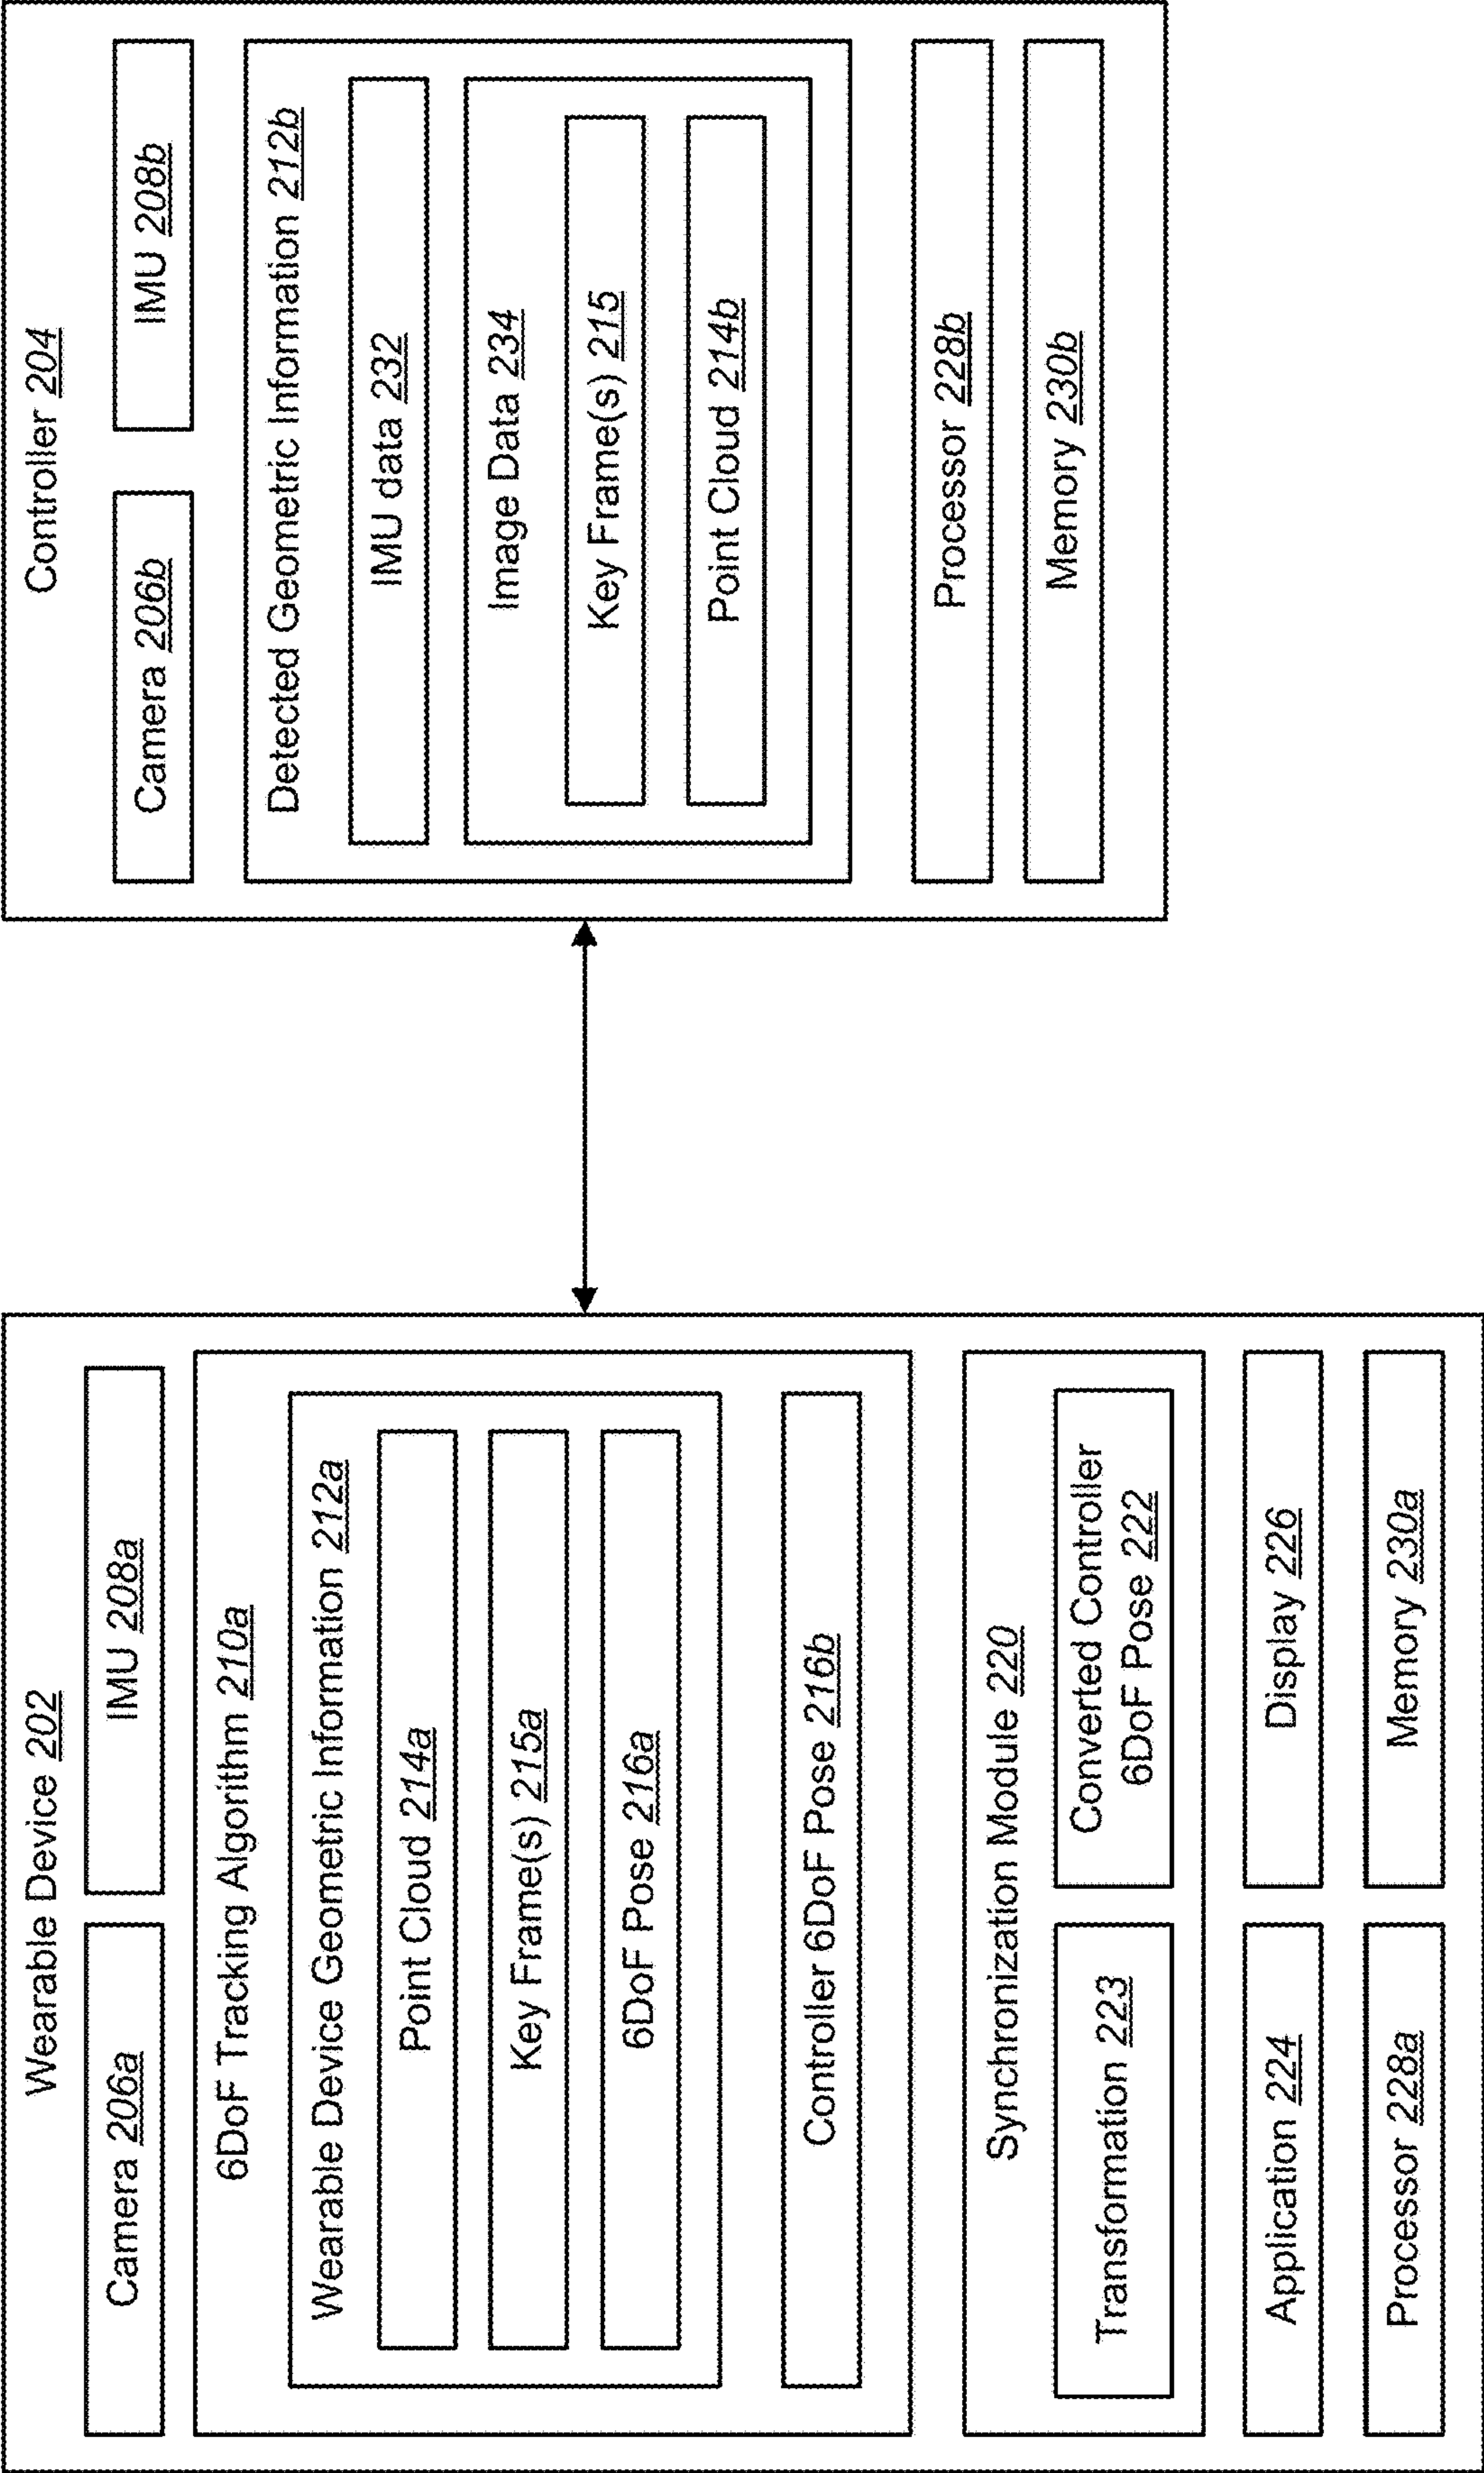 Wearable Device 202
Camera 206a
IMU 208a
6DoF Tracking Algorithm 210a
Wearable Device Geometric Information 212a
Point Cloud 214a
Key Frame(s) 215a
6DoF Pose 216a
Controller 6DoF Pose 216b
Synchronization Module 220
Transformation 223
Converted Controller
6DoF Pose 222
Application 224
Display 226
Processor 228a
Memory 230a
Controller 204
Camera 206b
IMU 208b
Detected Geometric Information 212b
IMU data 232
Image Data 234
Key Frame(s) 215
Point Cloud 214b
Processor 228b
Memory 230b